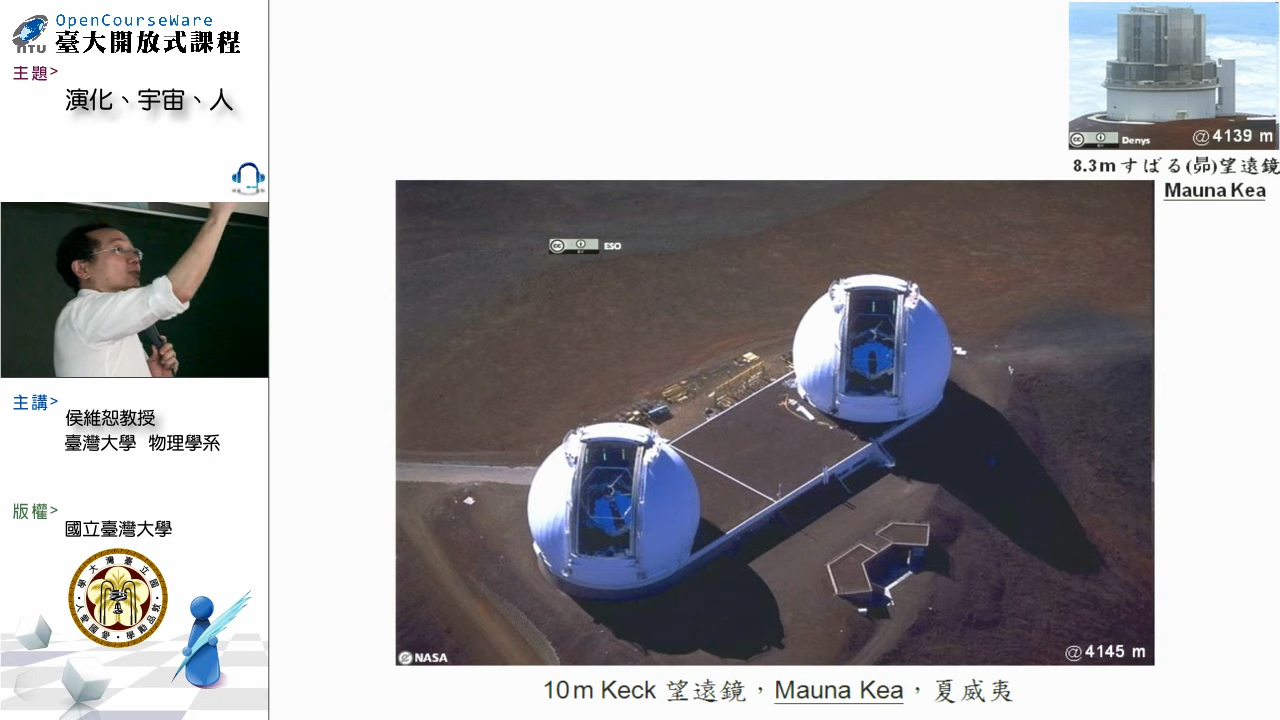 OpenCourseWare
NTU 臺大開放式課程
主題>
演化、宇宙、人
主講>
侯維恕教授
臺灣大學 物理學系
版權>
國立臺灣大學
Denys
@4139 m
8.3m すばる(昴)望遠鏡
Mauna Kea
ESO
NASA
@4145 m
10m Keck 望遠鏡，Mauna Kea，夏威夷